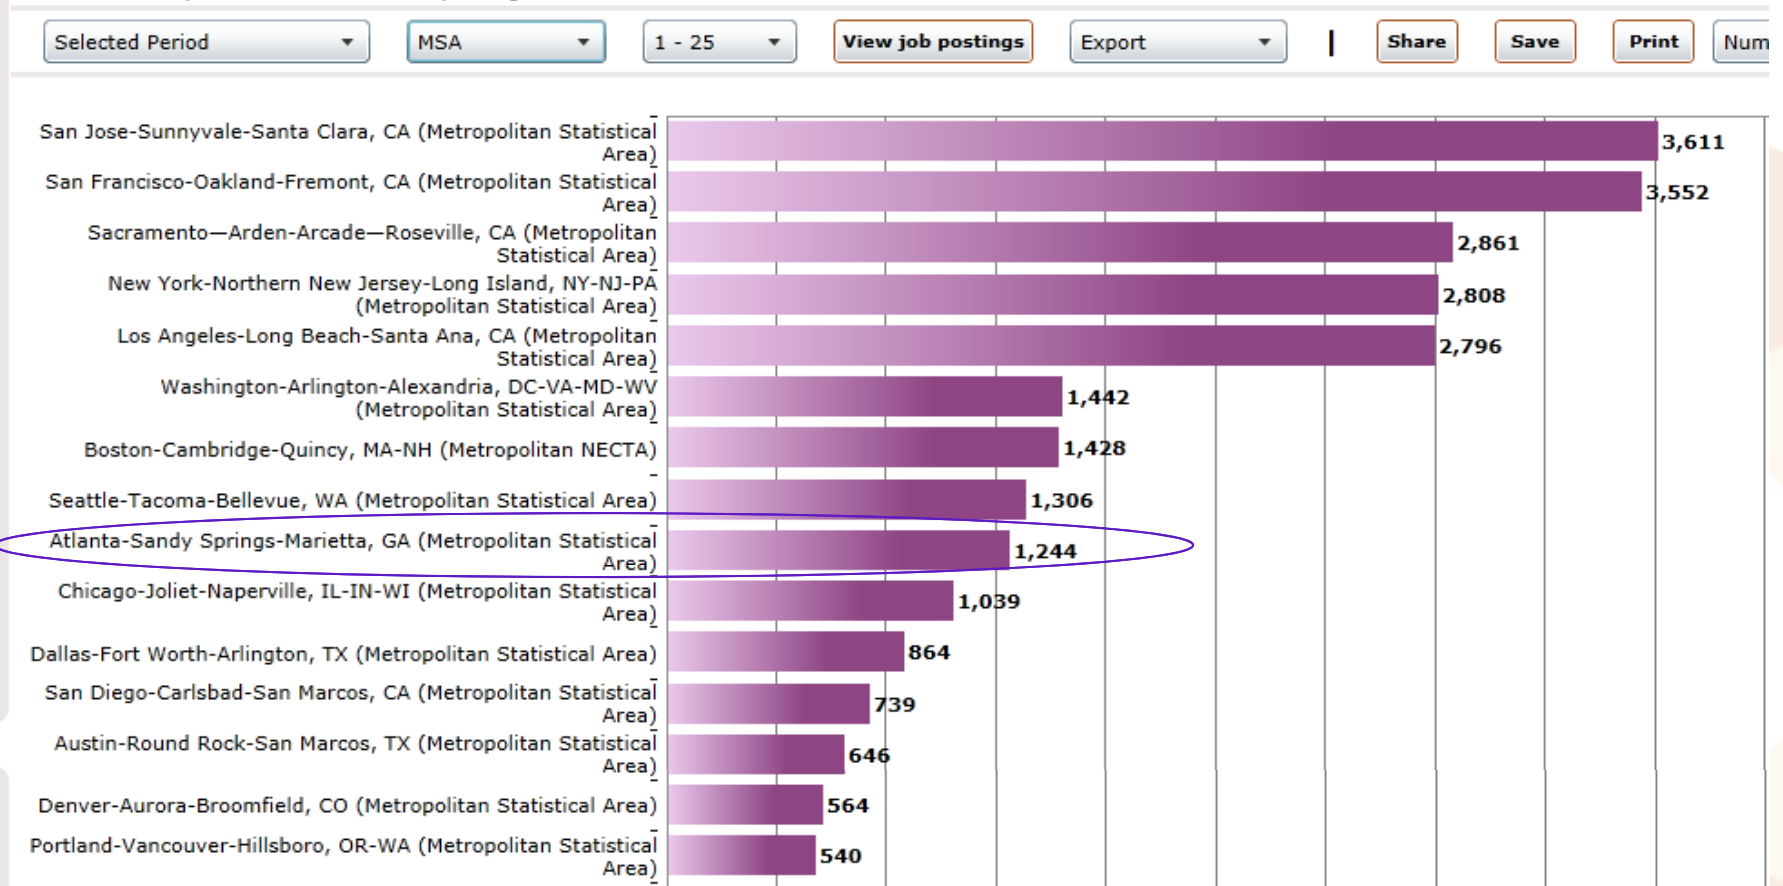 Selected Period MSA 1 - 25 View job postings Export | Share Save Print Num
San Jose-Sunnyvale-Santa Clara, CA (Metropolitan Statistical
Area)
3,611
San Francisco-Oakland-Fremont, CA (Metropolitan Statistical
Area)
3,552
Sacramento—Arden-Arcade—Roseville, CA (Metropolitan
Statistical Area)
2,861
New York-Northern New Jersey-Long Island, NY-NJ-PA
(Metropolitan Statistical Area)
2,808
Los Angeles-Long Beach-Santa Ana, CA (Metropolitan
Statistical Area)
2,796
Washington-Arlington-Alexandria, DC-VA-MD-WV
(Metropolitan Statistical Area)
1,442
Boston-Cambridge-Quincy, MA-NH (Metropolitan NECTA)
1,428
Seattle-Tacoma-Bellevue, WA (Metropolitan Statistical Area)
1,306
Atlanta-Sandy Springs-Marietta, GA (Metropolitan Statistical
Area)
1,244
Chicago-Joliet-Naperville, IL-IN-WI (Metropolitan Statistical
Area)
1,039
Dallas-Fort Worth-Arlington, TX (Metropolitan Statistical Area)
864
San Diego-Carlsbad-San Marcos, CA (Metropolitan Statistical
Area)
739
Austin-Round Rock-San Marcos, TX (Metropolitan Statistical
Area)
646
Denver-Aurora-Broomfield, CO (Metropolitan Statistical Area)
564
Portland-Vancouver-Hillsboro, OR-WA (Metropolitan Statistical
Area)
540